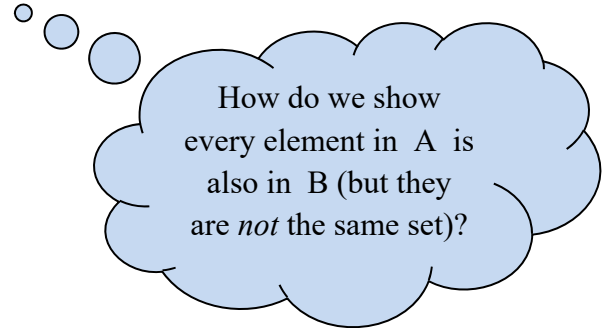 How do we show
every element in A is
also in B (but they
are not the same set)?